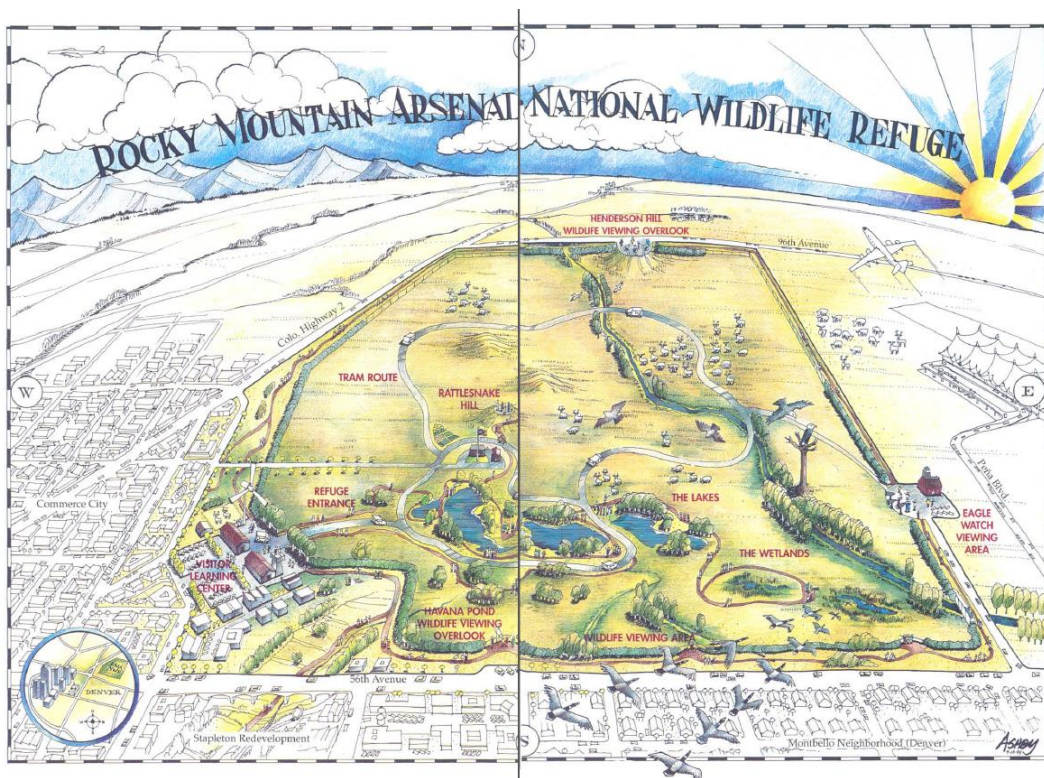 N
ROCKY MOUNTAIN ARSENAL NATIONAL WILDLIFE REFUGE
HENDERSON HILL
WILDLIFE VIEWING OVERLOOK
96th Avenue
Colo. Highway 2
TRAM ROUTE
RATTLESNAKE
HILL
W
E
Peña Blvd.
Commerce City
REFUGE
ENTRANCE
THE LAKES
EAGLE
WATCH
VIEWING
AREA
THE WETLANDS
VISITOR
LEARNING
CENTER
HAVANA POND
WILDLIFE VIEWING
OVERLOOK
WILDLIFE VIEWING AREA
56th Avenue
DENVER
Stapleton Redevelopment
S
Montbello Neighborhood (Denver)
ASHBY